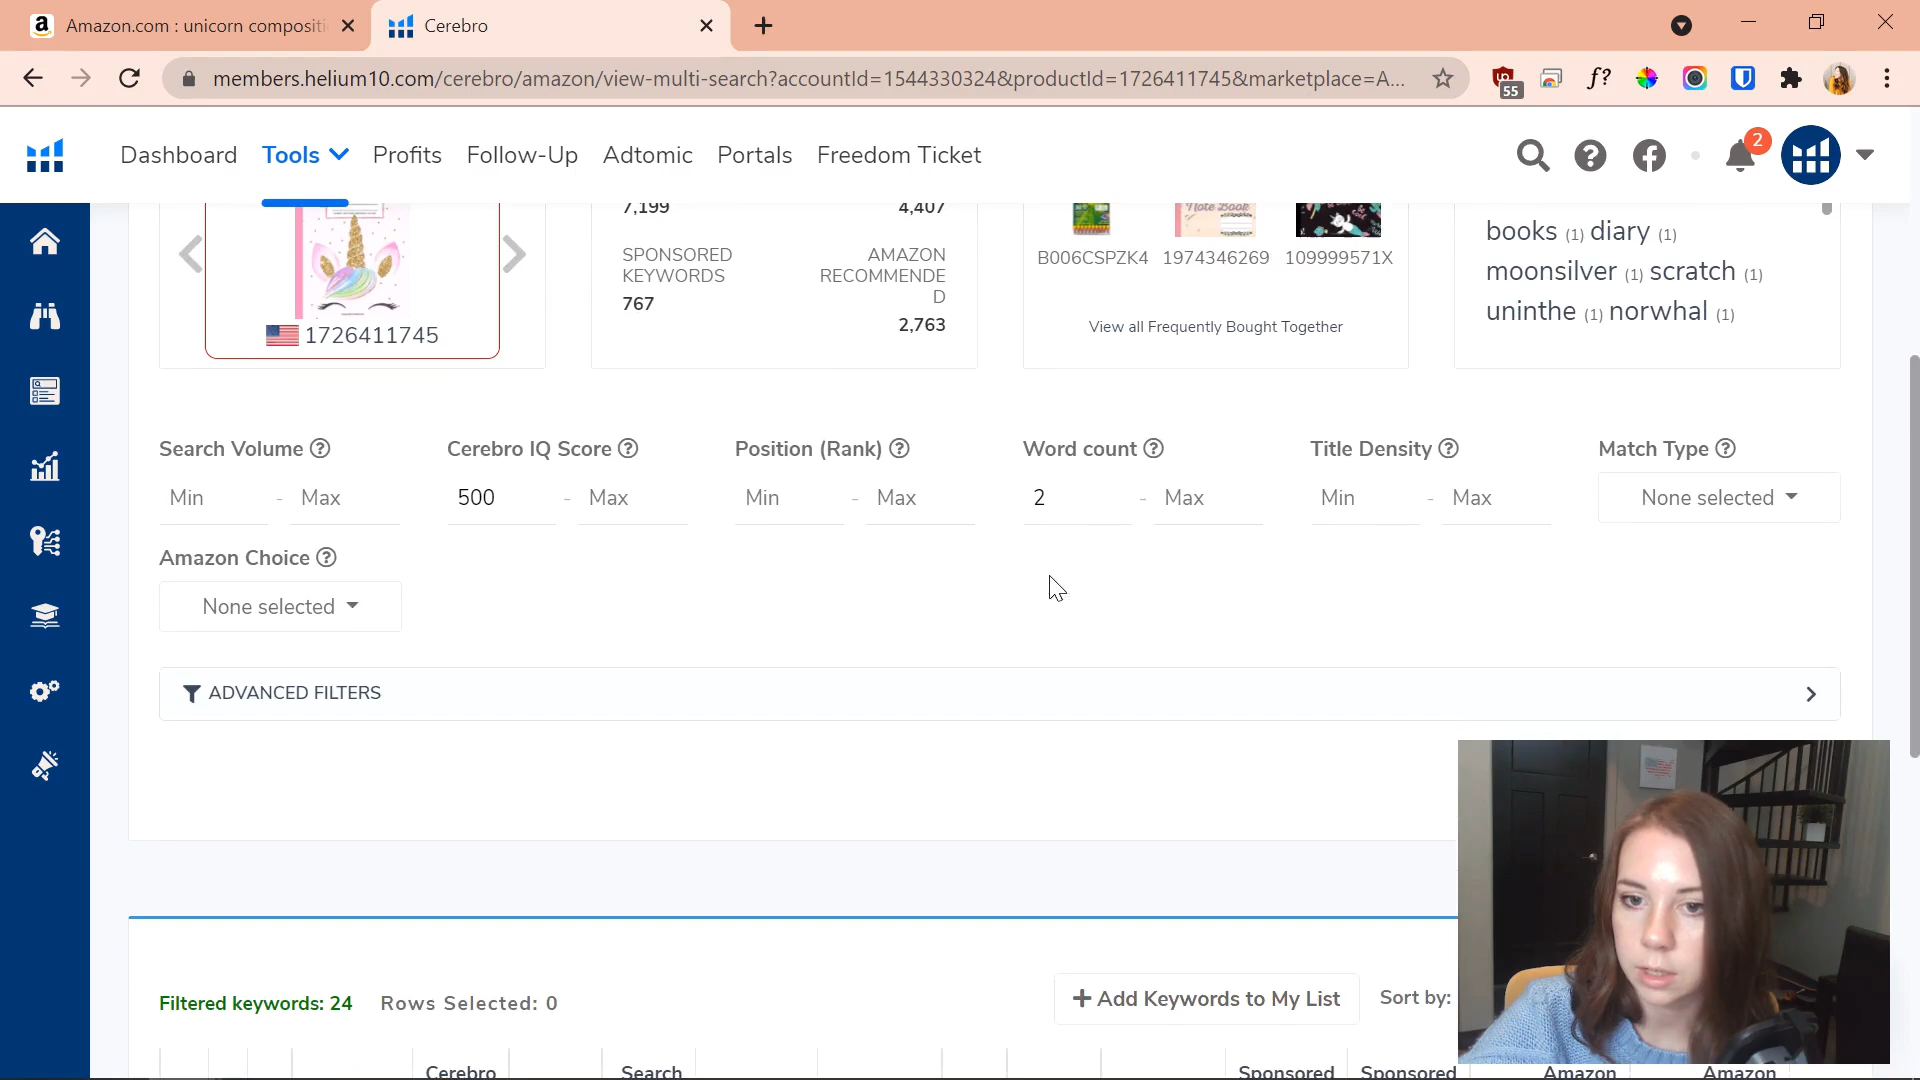 Amazon.com : unicorn compositi
Cerebro
members.helium10.com/cerebro/amazon/view-multi-search?accountId=1544330324&productId=1726411745&marketplace=A...
55
Dashboard Tools Profits Follow-Up Adtomic Portals Freedom Ticket
2
7,199
4,407
SPONSORED KEYWORDS
767
AMAZON
RECOMMENDE
D
2,763
1726411745
Note Book
B006CSPZK4 1974346269 109999571X
View all Frequently Bought Together
books (1) diary (1)
moonsilver (1) scratch (1)
uninthe (1) norwhal (1)
Search Volume
Min - Max
Cerebro IQ Score
500 - Max
Position (Rank)
Min - Max
Word count
2 - Max
Title Density
Min - Max
Match Type
None selected
Amazon Choice
None selected
ADVANCED FILTERS
Filtered keywords: 24 Rows Selected: 0
+ Add Keywords to My List
Sort by:
Cerebro Search Sponsored Sponsored Amazon Amazon